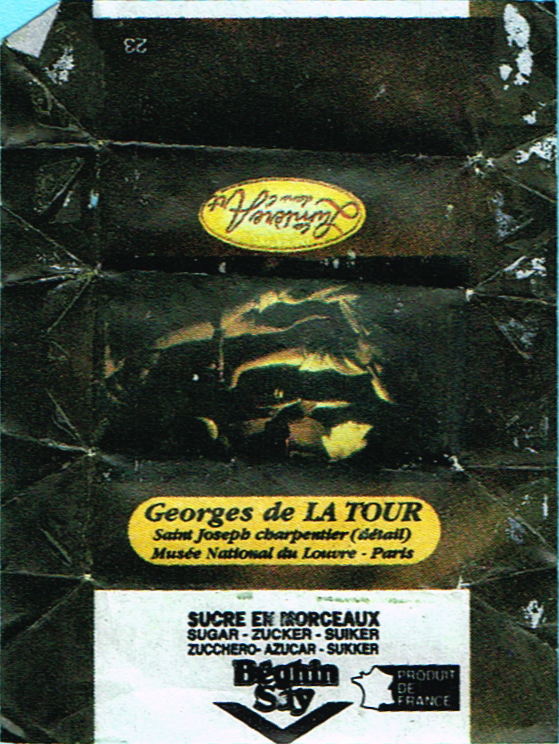 23
La Lumière
dans l'Art
Georges de LA TOUR
Saint Joseph charpentier (détail)
Musée National du Louvre - Paris
SUCRE EN MORCEAUX
SUGAR - ZUCKER - SUIKER
ZUCCHERO - AZUCAR - SUKKER
Béghin
Say
PRODUIT
DE
FRANCE